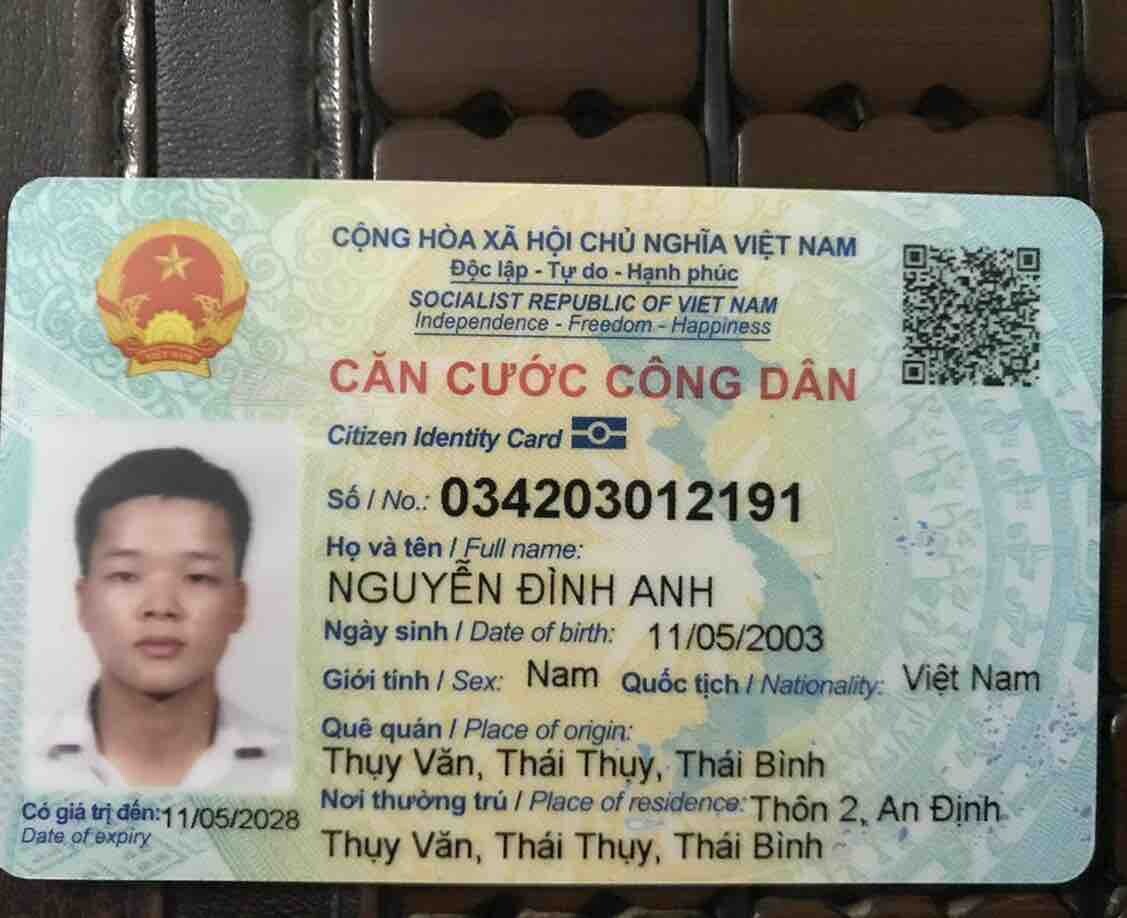 CỘNG HÒA XÃ HỘI CHỦ NGHĨA VIỆT NAM
Độc lập - Tự do - Hạnh phúc
SOCIALIST REPUBLIC OF VIET NAM
Independence - Freedom - Happiness
CĂN CƯỚC CÔNG DÂN
Citizen Identity Card
Số / No.: 034203012191
Họ và tên / Full name:
NGUYỄN ĐÌNH ANH
Ngày sinh / Date of birth: 11/05/2003
Giới tính / Sex: Nam Quốc tịch / Nationality: Việt Nam
Quê quán / Place of origin:
Thụy Văn, Thái Thụy, Thái Bình
Nơi thường trú / Place of residence: Thôn 2, An Định
Thụy Văn, Thái Thụy, Thái Bình
Có giá trị đến: 11/05/2028
Date of expiry